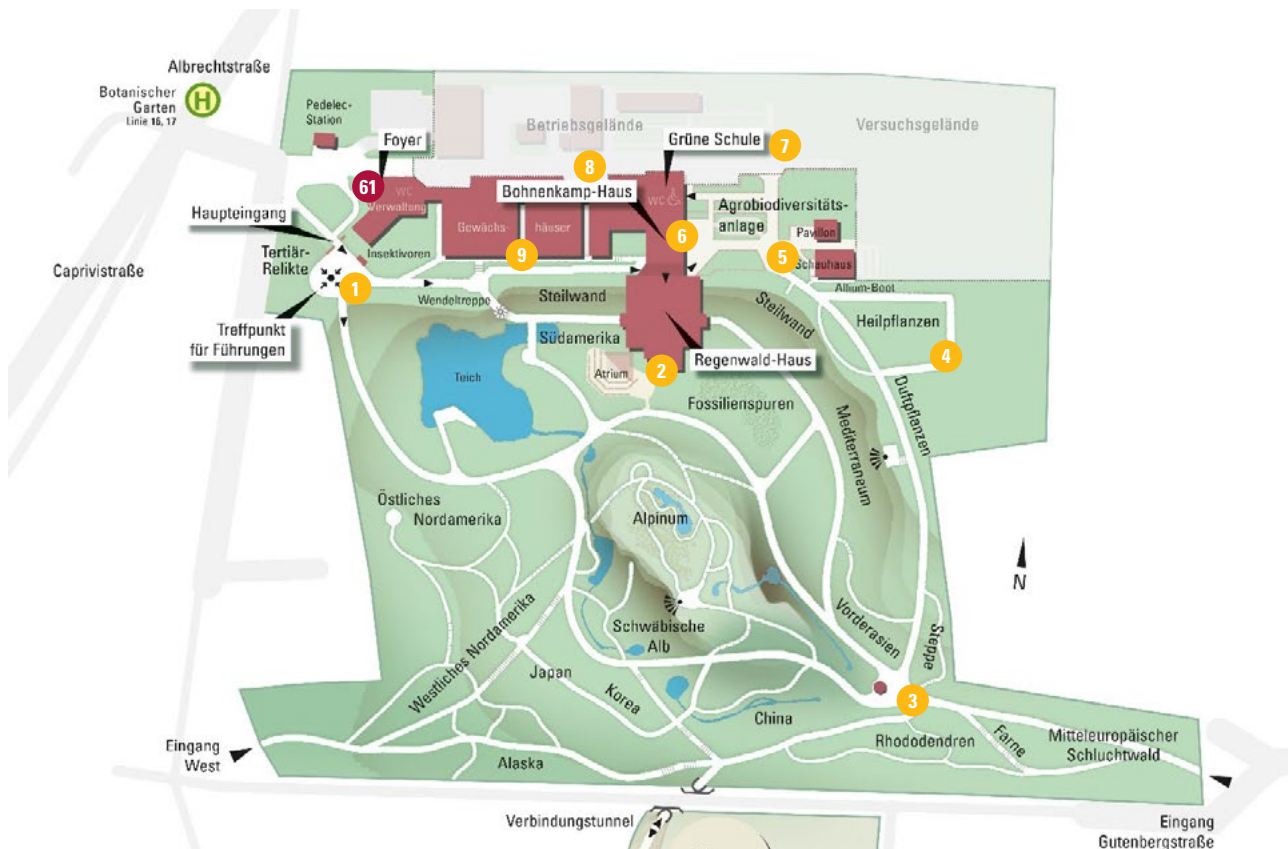 Albrechtstraße
Botanischer
Garten
Linie 16, 17
H
Pedelec-
Station
Foyer
Betriebsgelände
Grüne Schule
7
Versuchsgelände
8
61
WC
Verwaltung
Bohnenkamp-Haus
WC
Agrobiodiversitäts-
anlage
Haupteingang
Gewächs-
häuser
6
Pavillon
Tertiär-
Relikte
Insektivoren
9
5
Schauhaus
Caprivistraße
1
Wendeltreppe
Steilwand
Steilwand
Allium-Beet
Heilpflanzen
Treffpunkt
für Führungen
Südamerika
Regenwald-Haus
4
Teich
Atrium
2
Duftpflanzen
Fossilienspuren
Mediterraneum
Östliches
Nordamerika
Alpinum
N
Schwäbische
Alb
Vorderasien
Steppe
Westliches Nordamerika
Japan
Korea
China
3
Eingang
West
Alaska
Rhododendren
Farne
Mitteleuropäischer
Schluchtwald
Verbindungstunnel
Eingang
Gutenbergstraße